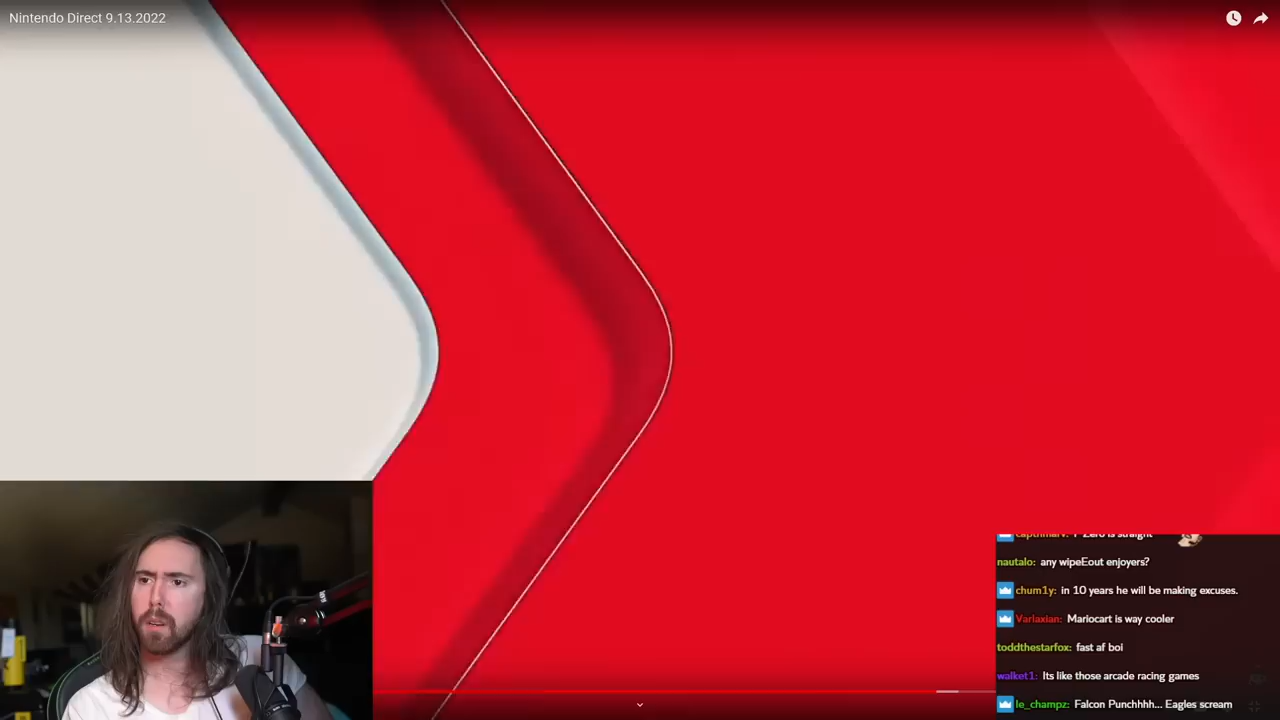 Nintendo Direct 9.13.2022
nautalo: any wipeEout enjoyers?
chum1y: in 10 years he will be making excuses.
Varlaxian: Mariocart is way cooler
toddthestarfox: fast af boi
walket1: Its like those arcade racing games
le_champz: Falcon Punchhhh... Eagles scream